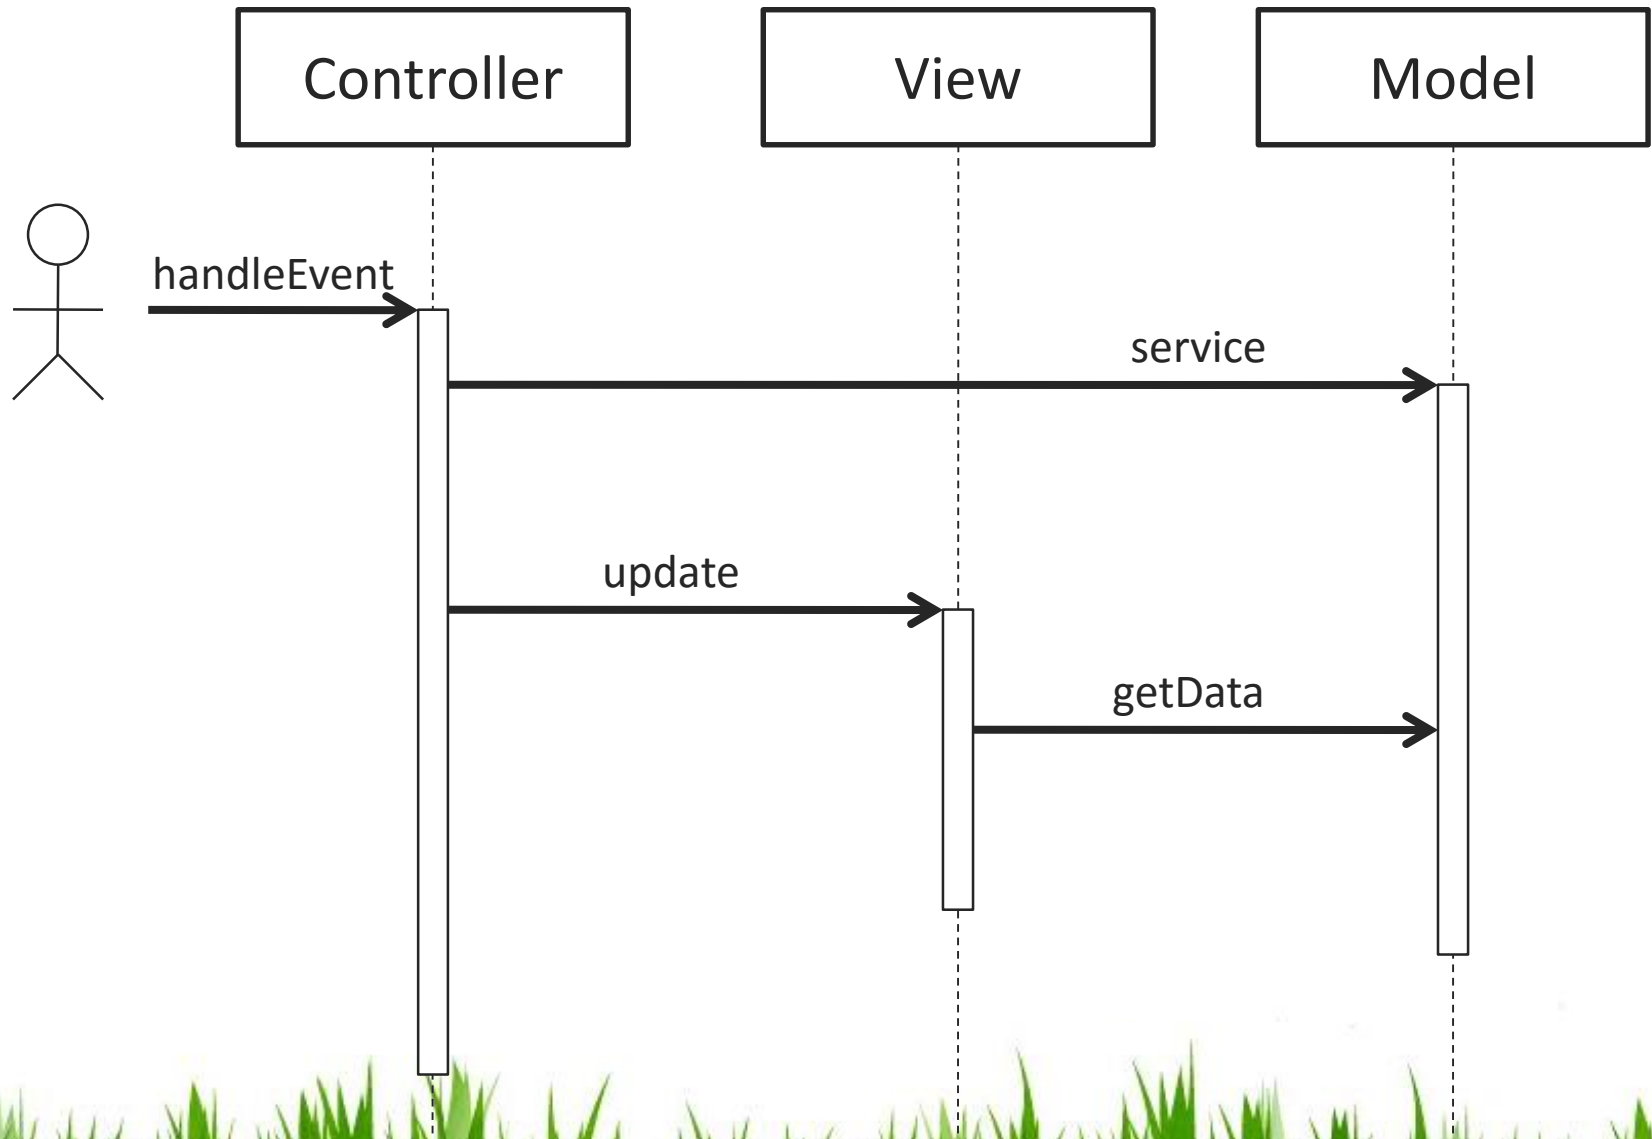 Controller
View
Model
handleEvent
service
update
getData